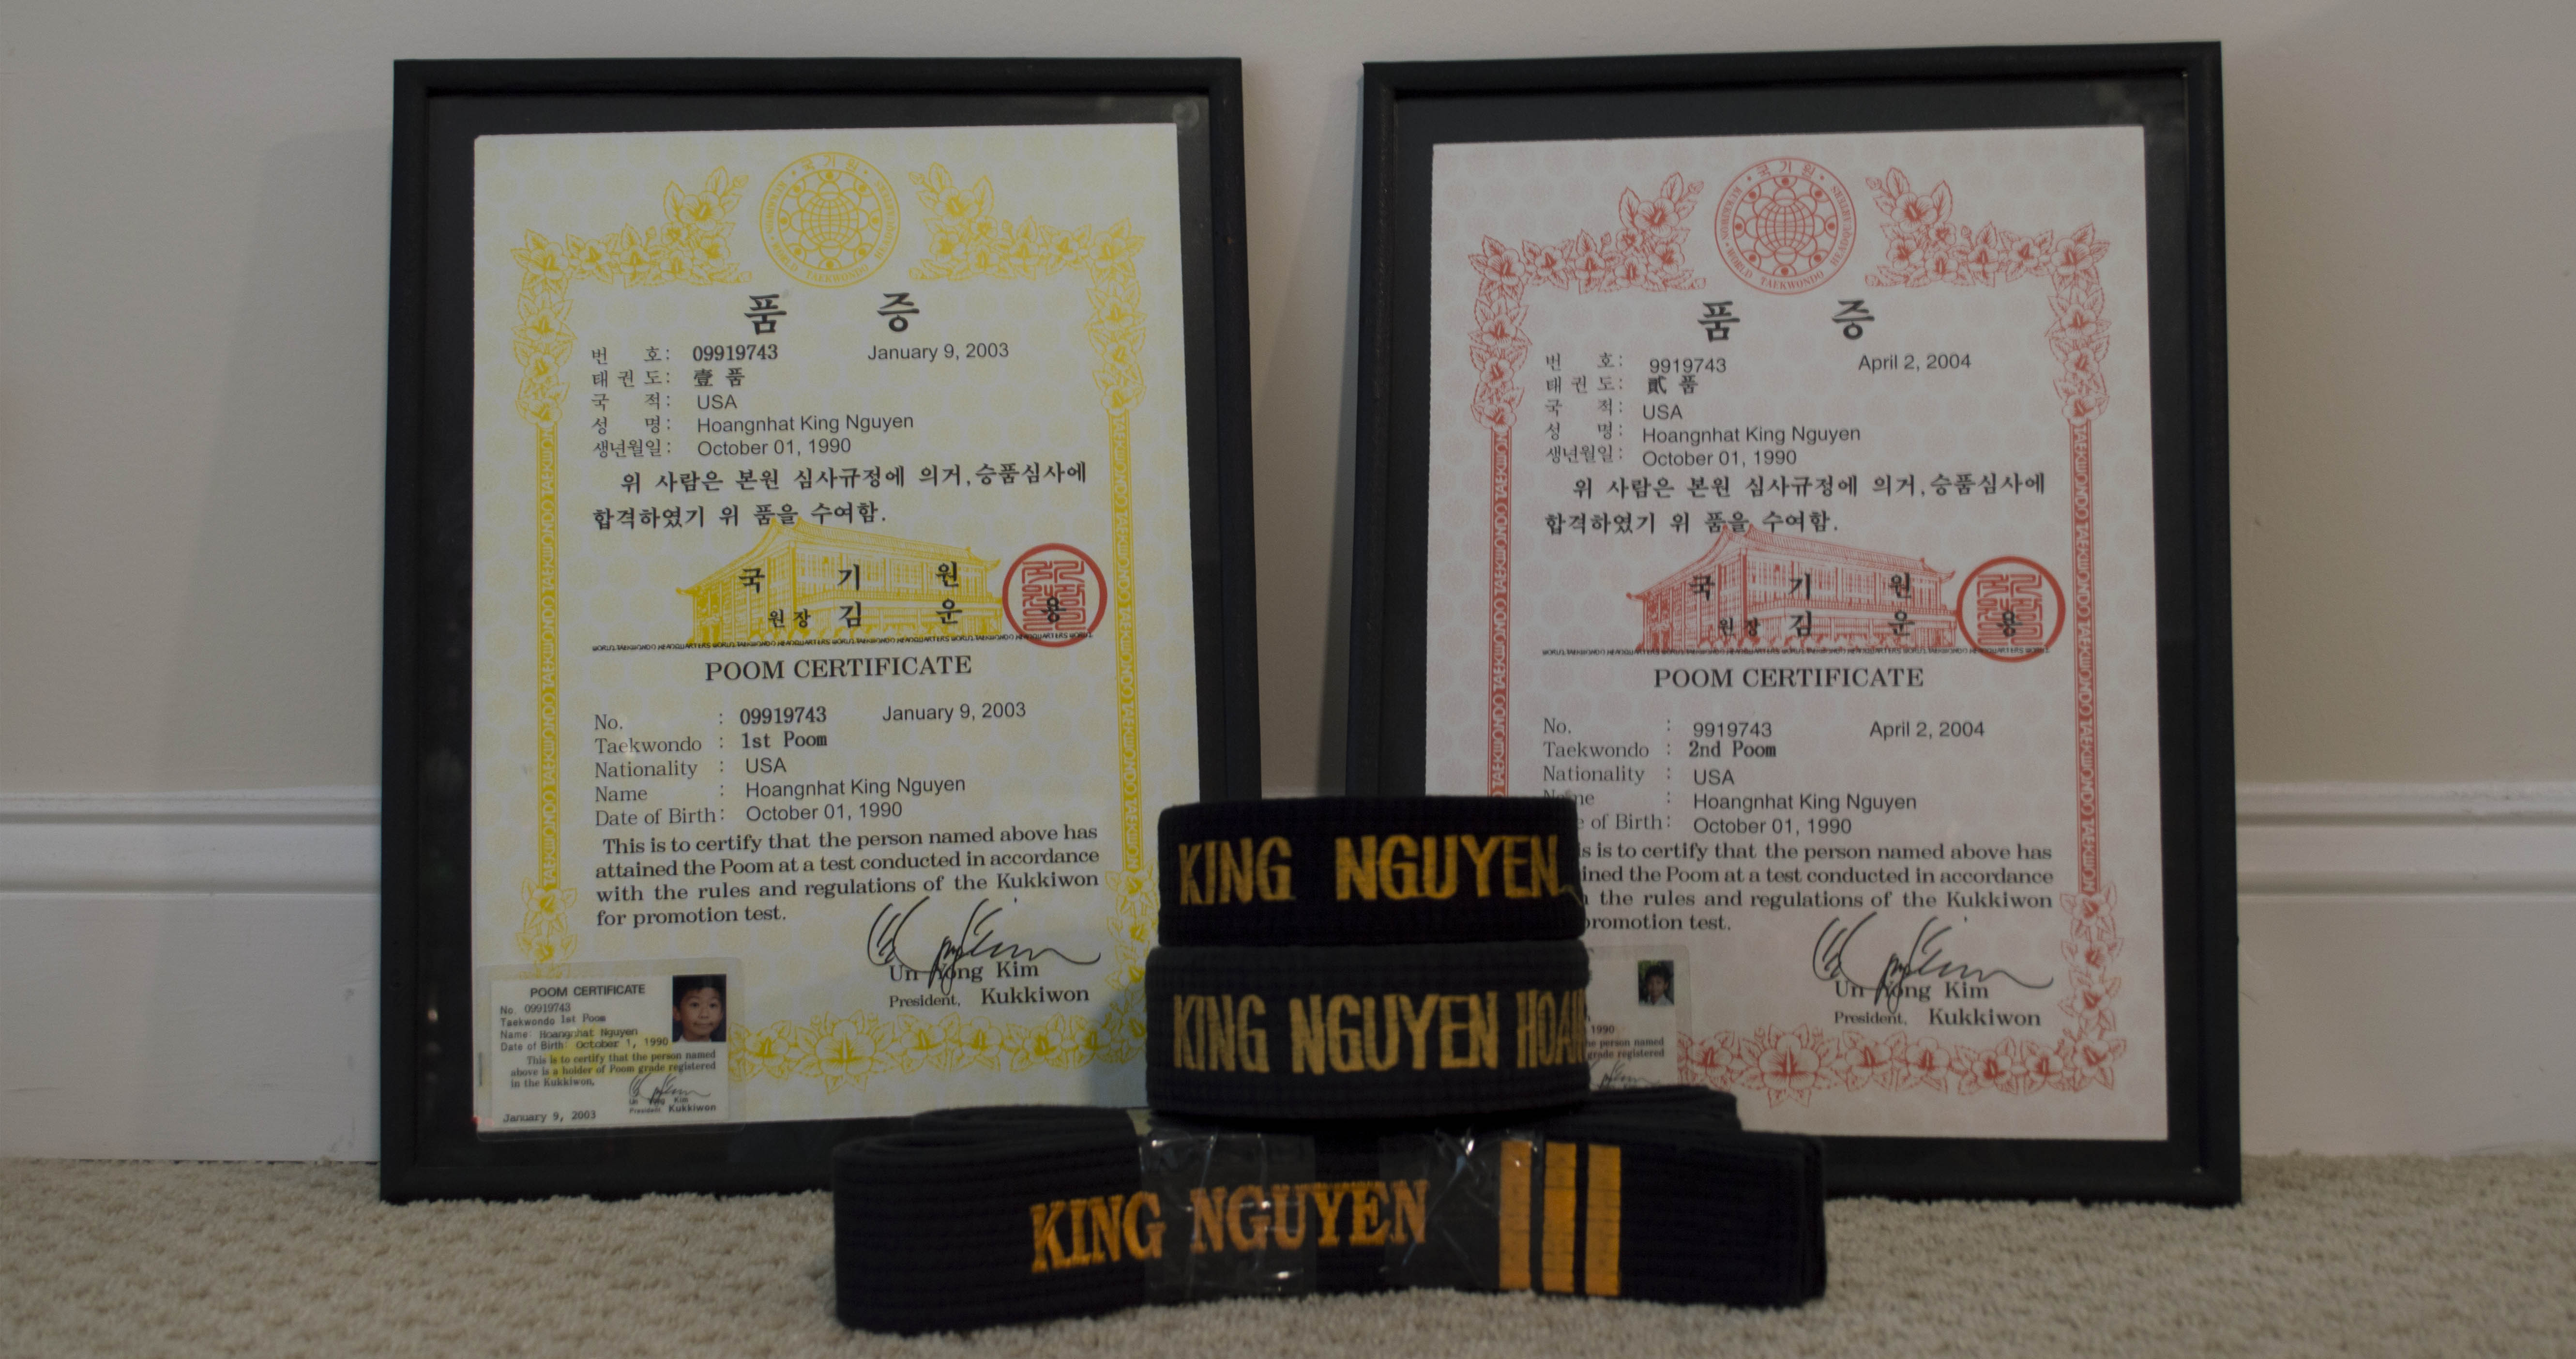 국기원
WORLD TAEKWONDO HEADQUARTERS
품 증
번 호: 09919743 January 9, 2003
태권도: 壹 품
국 적: USA
성 명: Hoangnhat King Nguyen
생년월일: October 01, 1990
위 사람은 본원 심사규정에 의거,승품심사에
합격하였기 위 품을 수여함.
국 기 원
원장 김 운 용
POOM CERTIFICATE
No. : 09919743 January 9, 2003
Taekwondo : 1st Poom
Nationality : USA
Name : Hoangnhat King Nguyen
Date of Birth: October 01, 1990
This is to certify that the person named above has
attained the Poom at a test conducted in accordance
with the rules and regulations of the Kukkiwon
for promotion test.
Un Yong Kim
President, Kukkiwon
POOM CERTIFICATE
No. 09919743
Taekwondo 1st Poom
Name: Hoangnhat Nguyen
Date of Birth: October 1, 1990
This is to certify that the person named
above is a holder of Poom grade registered
in the Kukkiwon.
Un Yong Kim
President Kukkiwon
January 9, 2003
국기원
WORLD TAEKWONDO HEADQUARTERS
품 증
번 호: 9919743 April 2, 2004
태권도: 貳 품
국 적: USA
성 명: Hoangnhat King Nguyen
생년월일: October 01, 1990
위 사람은 본원 심사규정에 의거,승품심사에
합격하였기 위 품을 수여함.
국 기 원
원장 김 운 용
POOM CERTIFICATE
No. : 9919743 April 2, 2004
Taekwondo : 2nd Poom
Nationality : USA
Name : Hoangnhat King Nguyen
e of Birth: October 01, 1990
is is to certify that the person named above has
ined the Poom at a test conducted in accordance
the rules and regulations of the Kukkiwon
promotion test.
Un Yong Kim
President, Kukkiwon
1990
he person named
grade registered
KING NGUYEN
KING NGUYEN HOAN
KING NGUYEN